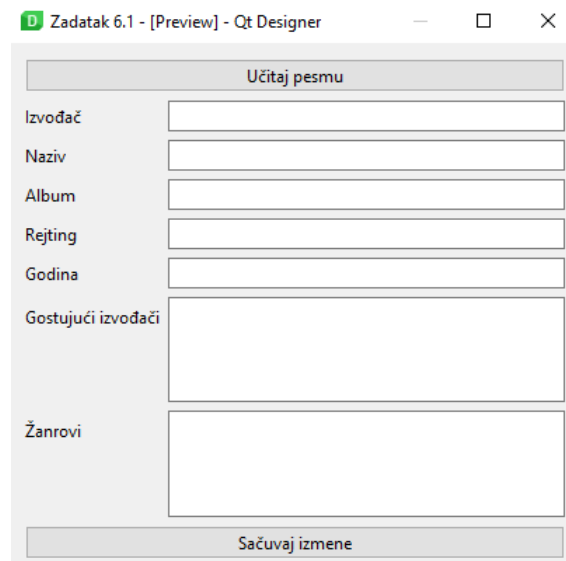 D Zadatak 6.1 - [Preview] - Qt Designer
Učitaj pesmu
Izvođač
Naziv
Album
Rejting
Godina
Gostujući izvođači
Žanrovi
Sačuvaj izmene